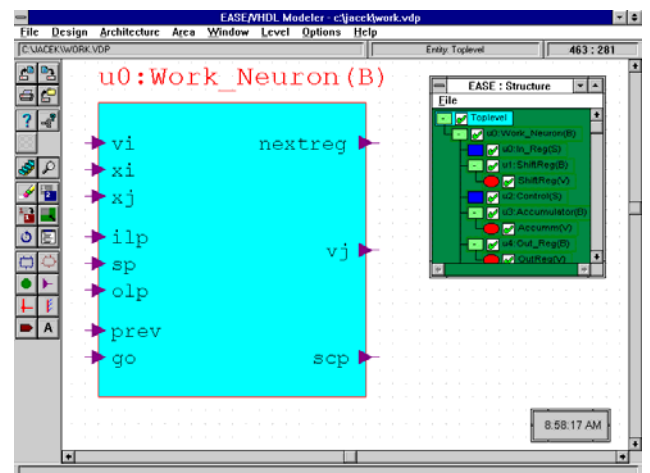 EASE/VHDL Modeler - c:\jacek\work.vdp
File Design Architecture Area Window Level Options Help
C:\JACEK\WORK.VDP Entity: Toplevel 463 : 281
u0:Work_Neuron(B)
vi nextreg
xi
xj
ilp vj
sp
olp
prev
go scp
EASE : Structure
File
Toplevel
u0:Work_Neuron(B)
u0:In_Reg(S)
u1:ShiftReg(B)
ShiftReg(V)
u2:Control(S)
u3:Accumulator(B)
Accumm(V)
u4:Out_Reg(B)
OutReg(V)
A
8:58:17 AM